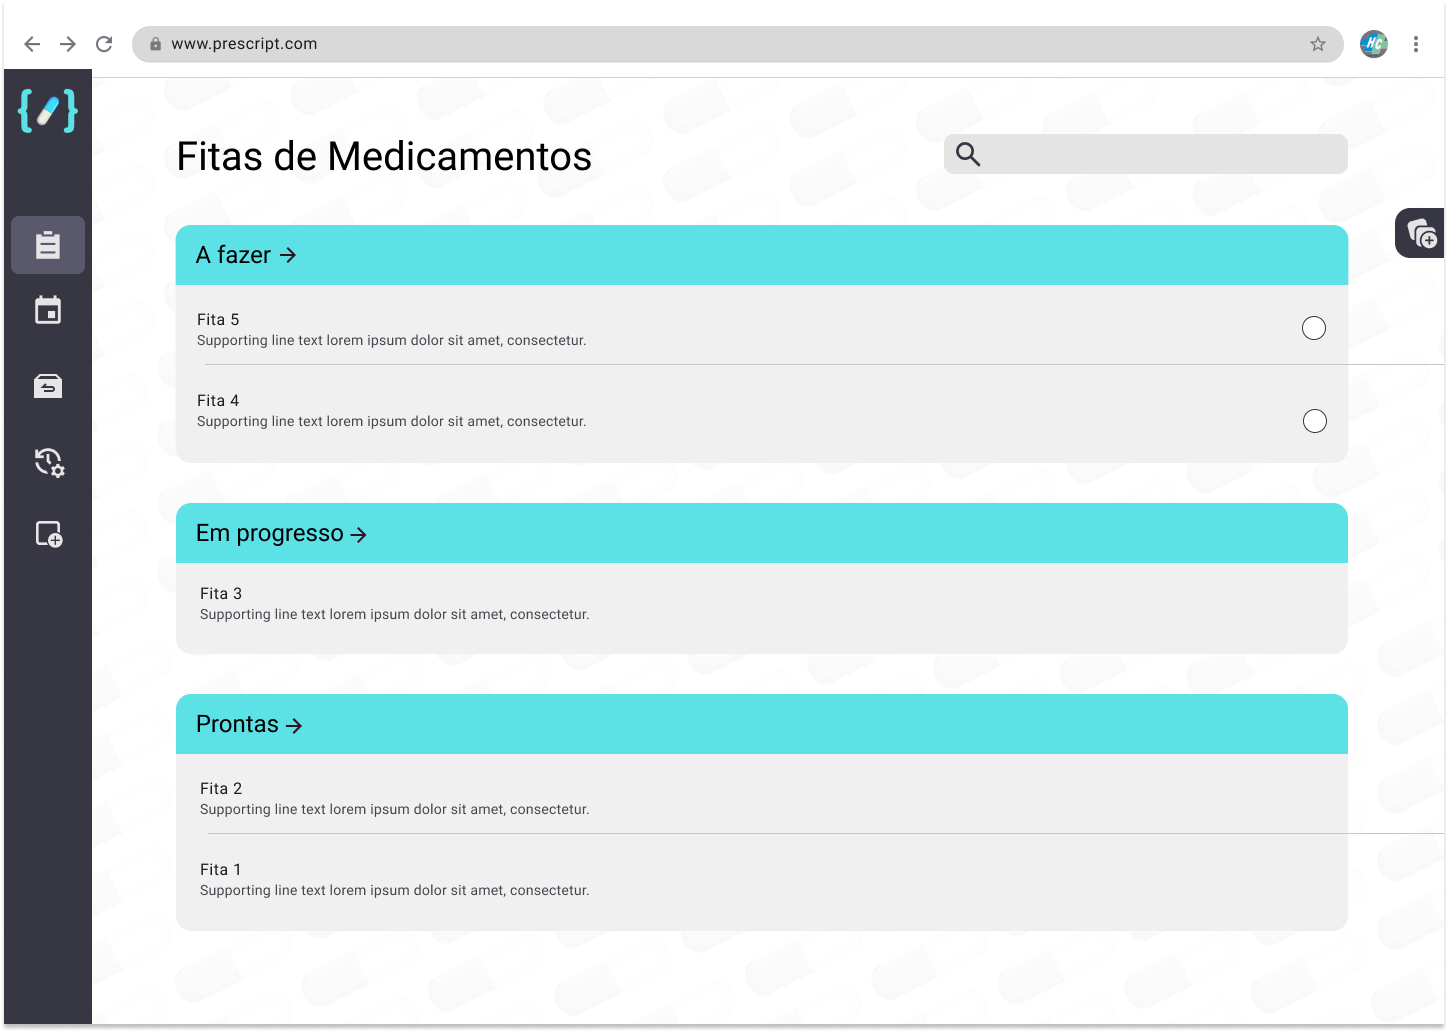 www.prescript.com
HC
Fitas de Medicamentos
A fazer →
Fita 5
Supporting line text lorem ipsum dolor sit amet, consectetur.
Fita 4
Supporting line text lorem ipsum dolor sit amet, consectetur.
Em progresso →
Fita 3
Supporting line text lorem ipsum dolor sit amet, consectetur.
Prontas →
Fita 2
Supporting line text lorem ipsum dolor sit amet, consectetur.
Fita 1
Supporting line text lorem ipsum dolor sit amet, consectetur.